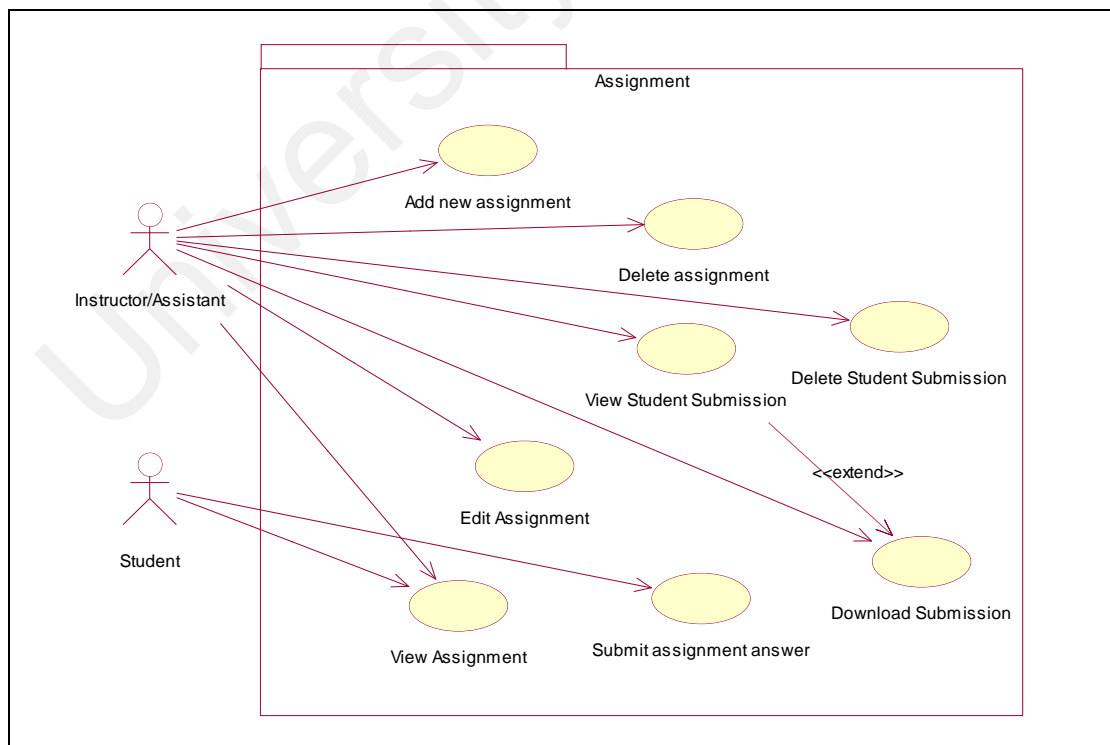 University
Assignment
Add new assignment
Delete assignment
Instructor/Assistant
Delete Student Submission
View Student Submission
<<extend>>
Edit Assignment
Student
Download Submission
Submit assignment answer
View Assignment